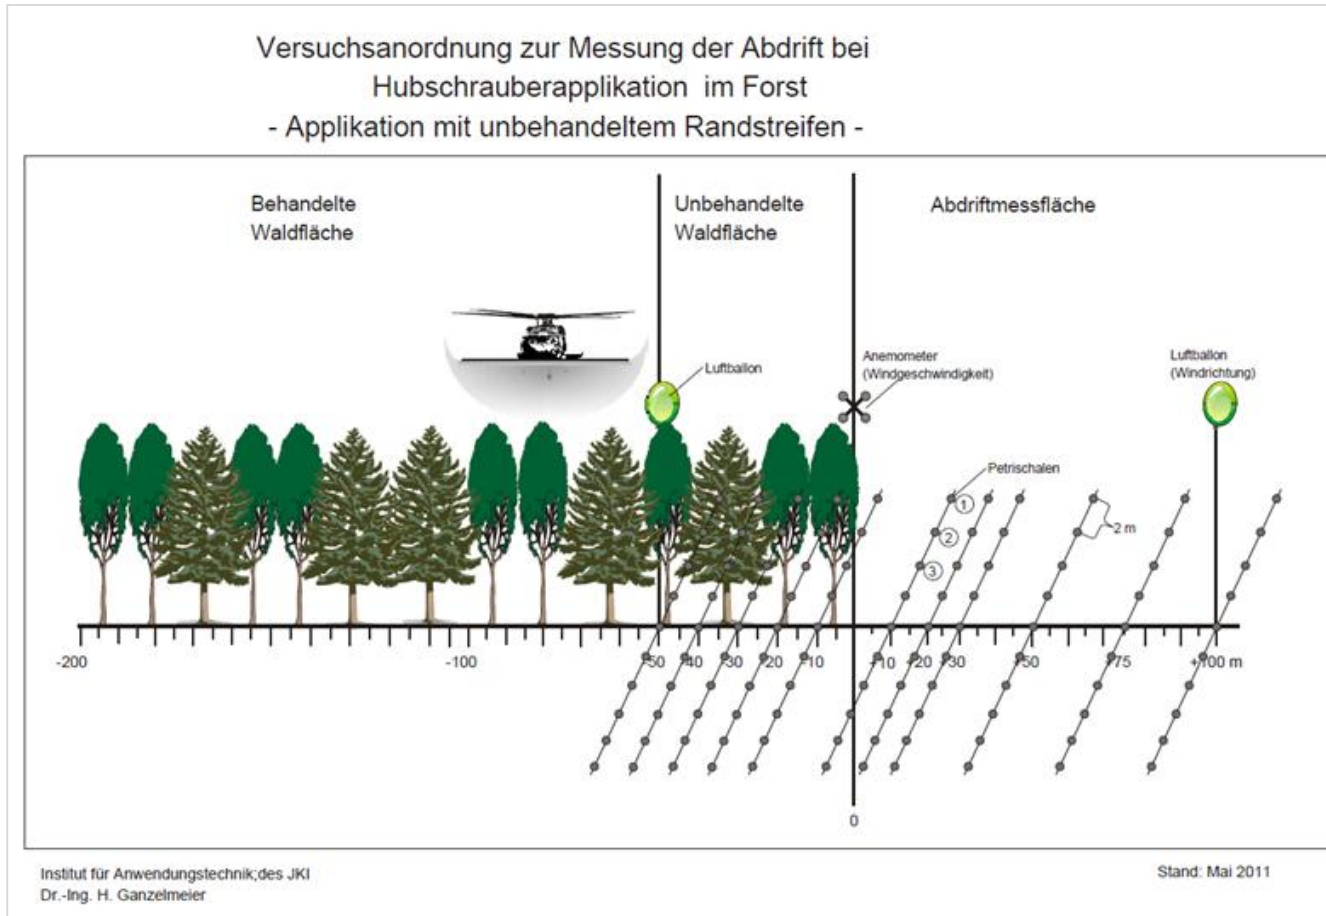 Versuchsanordnung zur Messung der Abdrift bei
Hubschrauberapplikation im Forst
- Applikation mit unbehandeltem Randstreifen -
Behandelte
Waldfläche
Unbehandelte
Waldfläche
Abdriftmessfläche
Luftballon
Anemometer
(Windgeschwindigkeit)
Luftballon
(Windrichtung)
Petrischalen
1
2
3
2 m
-200
-100
-50
-40
-30
-20
-10
+10
+20
+30
+50
+75
+100 m
0
Institut für Anwendungstechnik;des JKI
Dr.-Ing. H. Ganzelmeier
Stand: Mai 2011